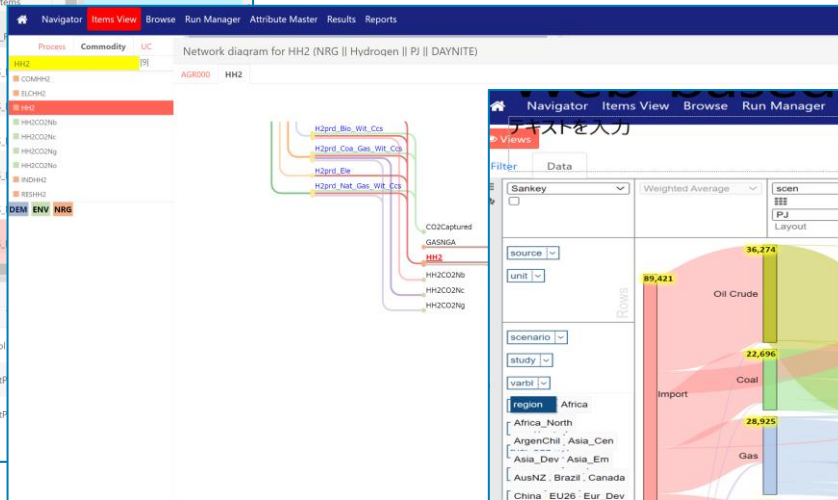 Navigator Items View Browse Run Manager Attribute Master Results Reports
Process Commodity UC
HH2 [9]
COMHH2
ELCHH2
HH2
HH2CO2Nb
HH2CO2Nc
HH2CO2Ng
HH2CO2No
INDHH2
RESHH2
DEM ENV NRG
Network diagram for HH2 (NRG || Hydrogen || PJ || DAYNITE)
AGR000 HH2
H2prd_Bio_Wit_Ccs
H2prd_Coa_Gas_Wit_Ccs
H2prd_Ele
H2prd_Nat_Gas_Wit_Ccs
CO2Captured
GASNGA
HH2
HH2CO2Nb
HH2CO2Nc
HH2CO2Ng
Web-based
Navigator Items View Browse Run Manager
テキストを入力
Views
Filter Data
Sankey Weighted Average scen
PJ
Layout
source
unit
Rows
scenario
study
varbl
region Africa
Africa_North
ArgenChil Asia_Cen
Asia_Dev Asia_Em
AusNZ Brazil Canada
China EU26 Eur_Dev
36,274
89,421
Oil Crude
22,696
Coal
Import
28,925
Gas